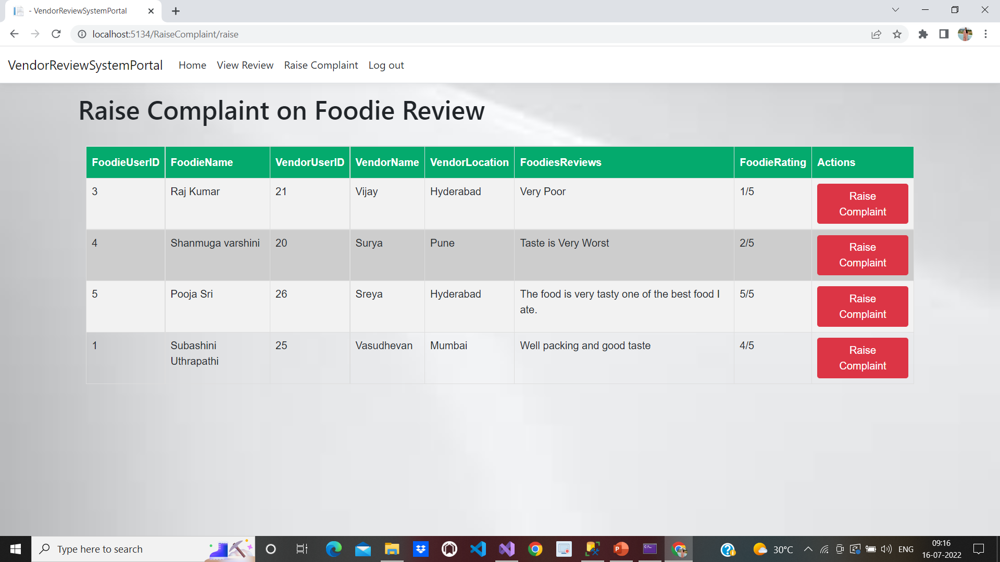 - VendorReviewSystemPortal
localhost:5134/RaiseComplaint/raise
VendorReviewSystemPortal Home View Review Raise Complaint Log out
Raise Complaint on Foodie Review
FoodieUserID FoodieName VendorUserID VendorName VendorLocation FoodiesReviews FoodieRating Actions
3 Raj Kumar 21 Vijay Hyderabad Very Poor 1/5 Raise
Complaint
4 Shanmuga varshini 20 Surya Pune Taste is Very Worst 2/5 Raise
Complaint
5 Pooja Sri 26 Sreya Hyderabad The food is very tasty one of the best food I 5/5 Raise
ate. Complaint
1 Subashini 25 Vasudhevan Mumbai Well packing and good taste 4/5 Raise
Uthrapathi Complaint
Type here to search 30°C ENG 09:16
16-07-2022